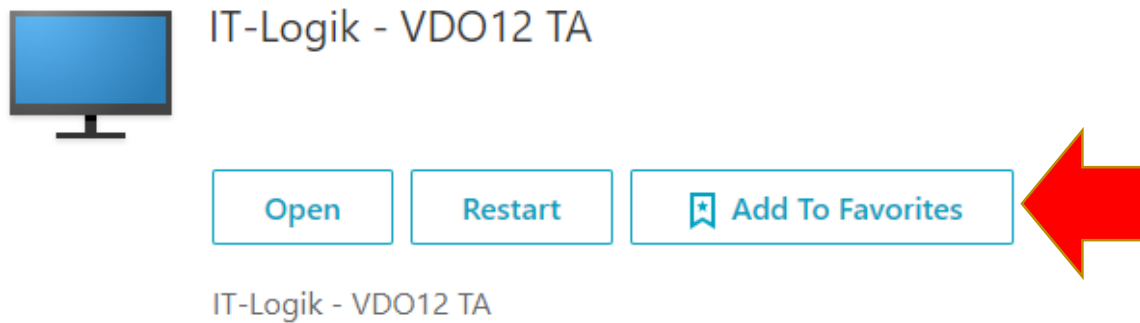 IT-Logik - VDO12 TA
Open Restart Add To Favorites
IT-Logik - VDO12 TA